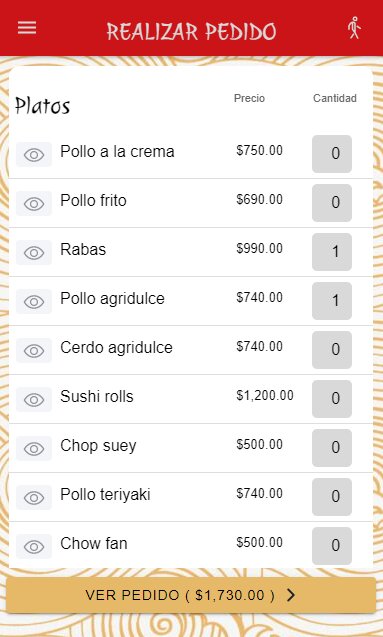 REALIZAR PEDIDO
Platos Precio Cantidad
Pollo a la crema $750.00 0
Pollo frito $690.00 0
Rabas $990.00 1
Pollo agridulce $740.00 1
Cerdo agridulce $740.00 0
Sushi rolls $1,200.00 0
Chop suey $500.00 0
Pollo teriyaki $740.00 0
Chow fan $500.00 0
VER PEDIDO ( $1,730.00 )